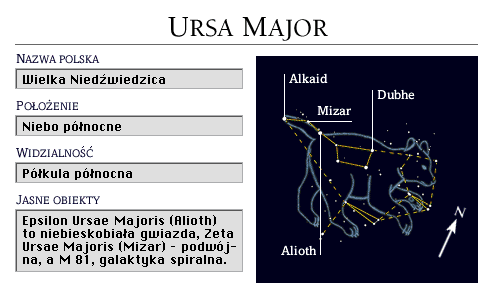 URSA MAJOR
NAZWA POLSKA
Wielka Niedźwiedzica
POŁOŻENIE
Niebo północne
WIDZIALNOŚĆ
Półkula północna
JASNE OBIEKTY
Epsilon Ursae Majoris (Alioth)
to niebieskobiała gwiazda, Zeta
Ursae Majoris (Mizar) - podwój-
na, a M 81, galaktyka spiralna.
Alkaid
Dubhe
Mizar
Alioth
N